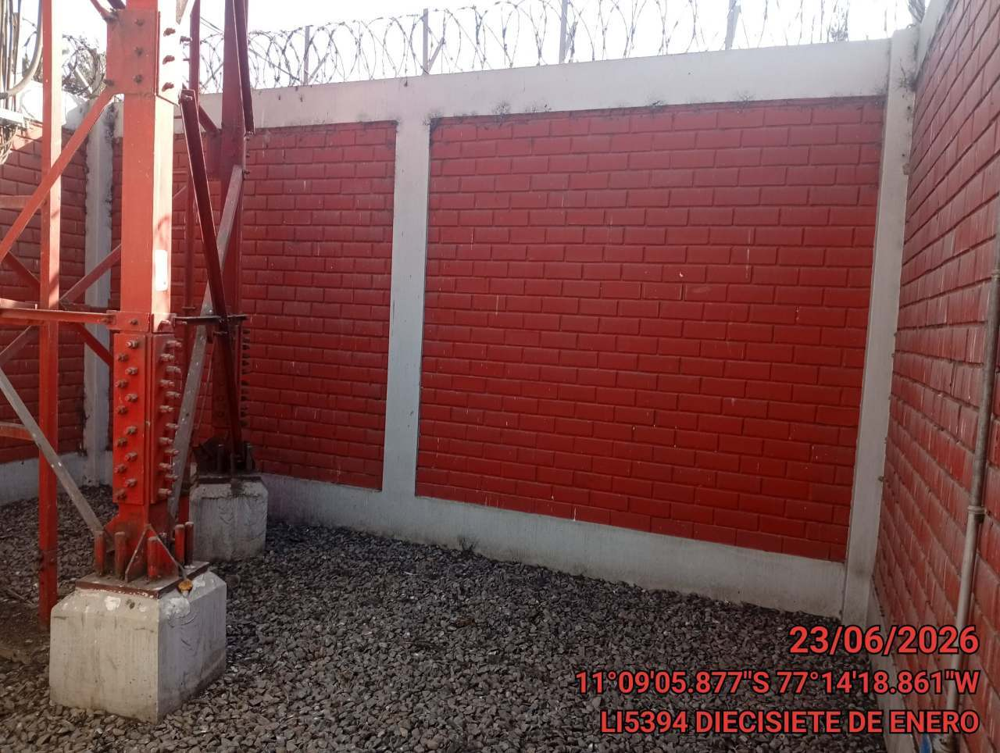 23/06/2026
11°09'05.877"S 77°14'18.861"W
LI5394 DIECISIETE DE ENERO